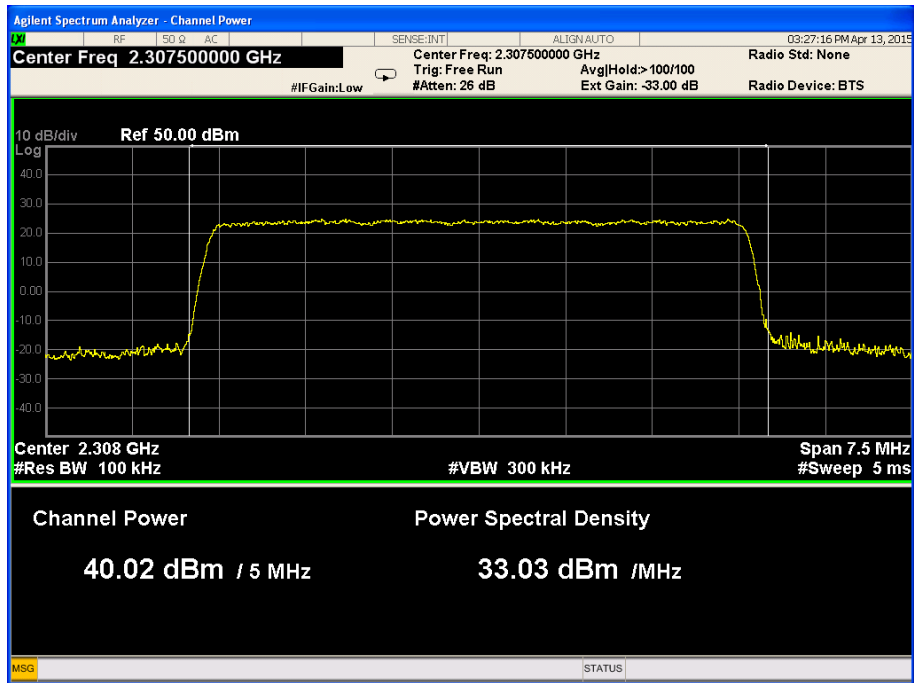 Agilent Spectrum Analyzer - Channel Power
LXI RF 50 Ω AC SENSE:INT ALIGN AUTO 03:27:16 PM Apr 13, 2015
Center Freq 2.307500000 GHz
Center Freq: 2.307500000 GHz
Radio Std: None
Trig: Free Run
Avg|Hold:>100/100
#IFGain:Low
#Atten: 26 dB
Ext Gain: -33.00 dB
Radio Device: BTS
10 dB/div
Ref 50.00 dBm
Log
40.0
30.0
20.0
10.0
0.00
-10.0
-20.0
-30.0
-40.0
Center 2.308 GHz
Span 7.5 MHz
#Res BW 100 kHz
#VBW 300 kHz
#Sweep 5 ms
Channel Power
Power Spectral Density
40.02 dBm / 5 MHz
33.03 dBm /MHz
MSG
STATUS